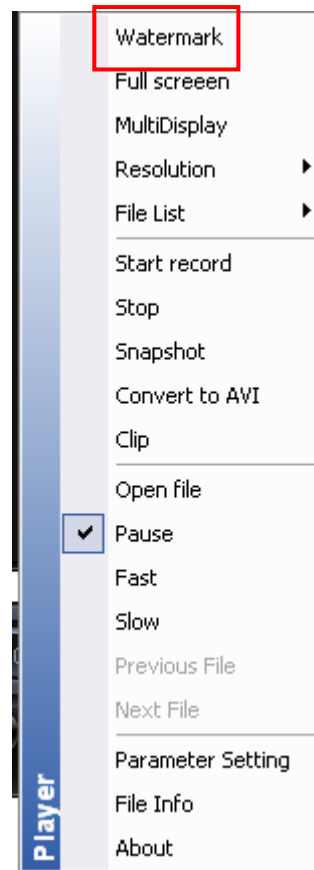 Watermark
Full screeen
MultiDisplay
Resolution
File List
Start record
Stop
Snapshot
Convert to AVI
Clip
Open file
Pause
Fast
Slow
Previous File
Next File
Parameter Setting
File Info
About
Player